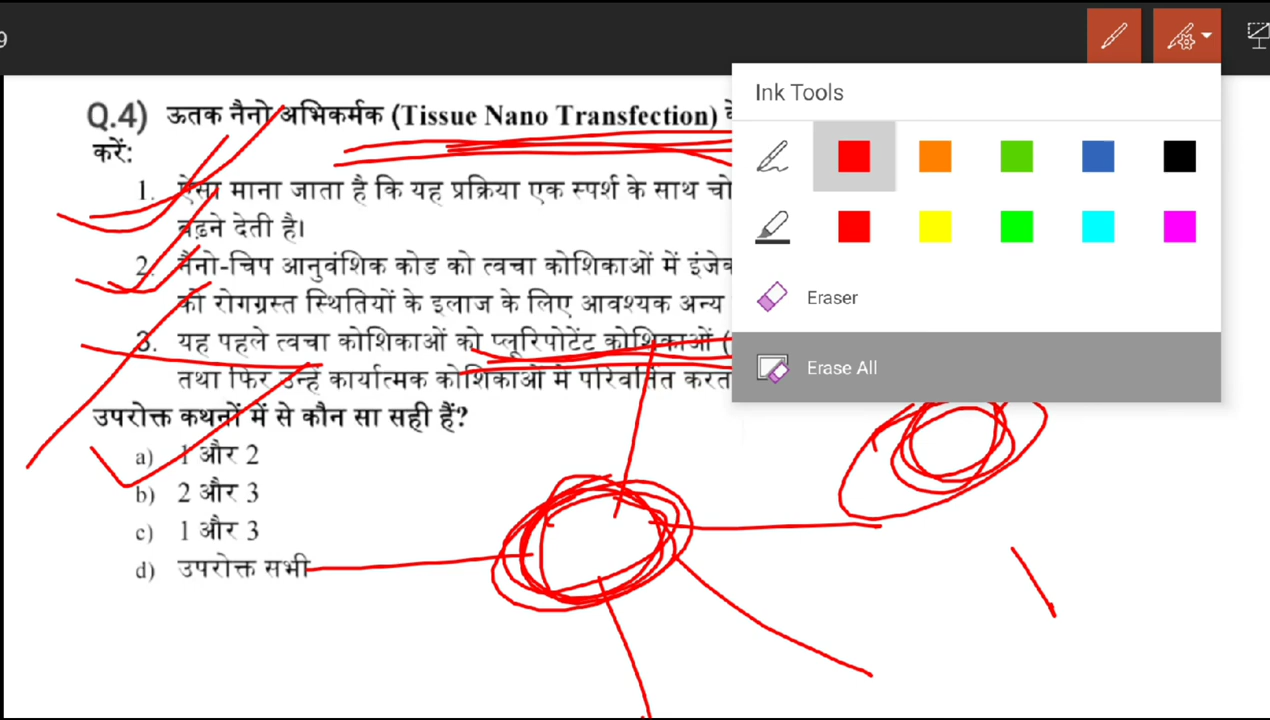 9
Ink Tools
Q.4) ऊतक नैनो अभिकर्मक (Tissue Nano Transfection)
करें:
1. ऐसा माना जाता है कि यह प्रक्रिया एक स्पर्श के साथ
बढ़ने देती है।
2. नैनो-चिप आनुवंशिक कोड को त्वचा कोशिकाओं में
को रोगग्रस्त स्थितियों के इलाज के लिए आवश्यक अन्य
Eraser
3. यह पहले त्वचा कोशिकाओं को प्लूरिपोटेंट कोशिकाओं (
Erase All
तथा फिर उन्हें कार्यात्मक कोशिकाओं में परिवर्तित
उपरोक्त कथनों में से कौन सा सही हैं?
a) 1 और 2
b) 2 और 3
c) 1 और 3
d) उपरोक्त सभी